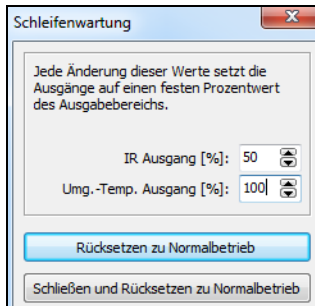 Schleifenwartung
Jede Änderung dieser Werte setzt die
Ausgänge auf einen festen Prozentwert
des Ausgabebereichs.
IR Ausgang [%]: 50
Umg.-Temp. Ausgang [%]: 100
Rücksetzen zu Normalbetrieb
Schließen und Rücksetzen zu Normalbetrieb